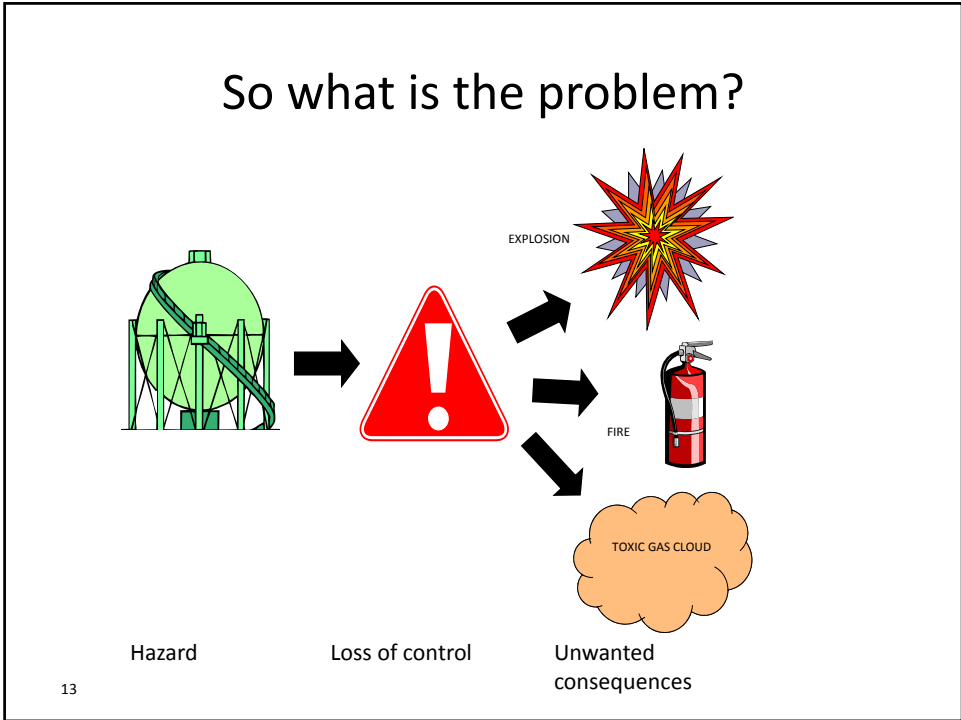 So what is the problem?
EXPLOSION
FIRE
TOXIC GAS CLOUD
Hazard
Loss of control
Unwanted
consequences
13